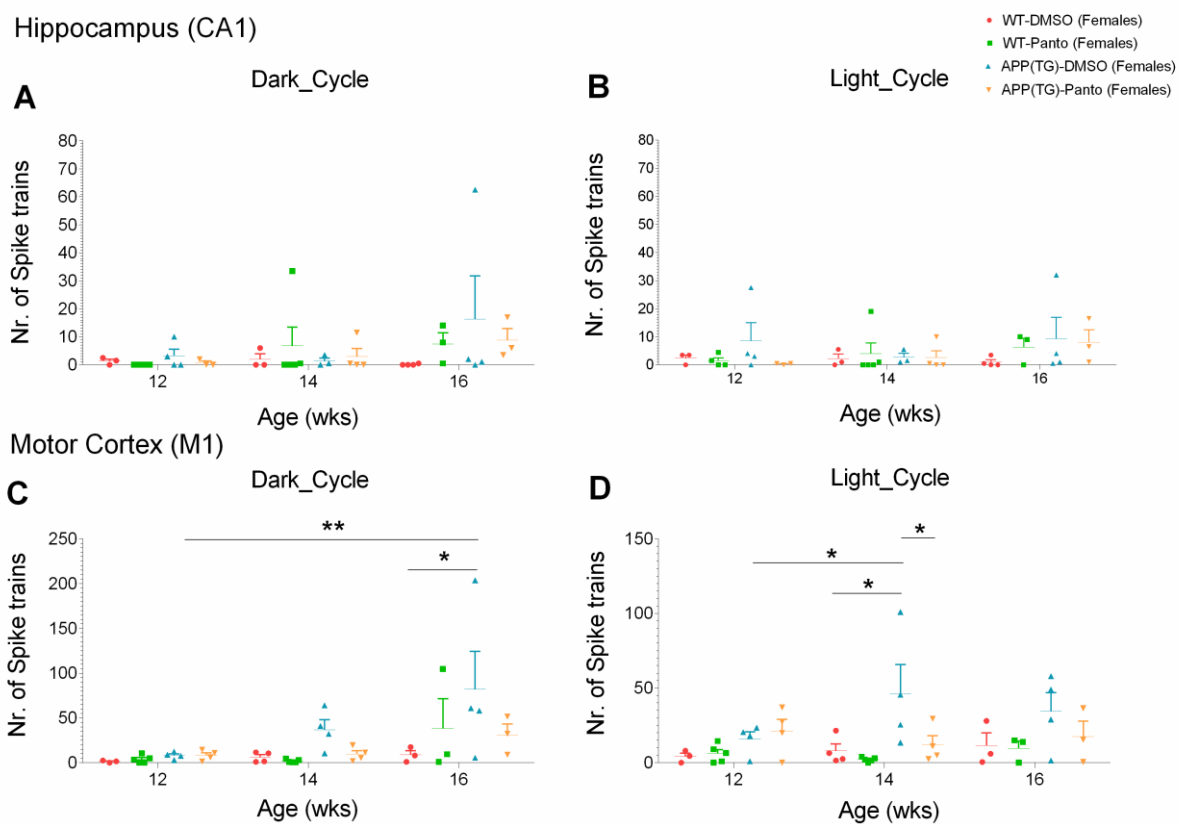 Hippocampus (CA1)
WT-DMSO (Females)
WT-Panto (Females)
APP(TG)-DMSO (Females)
APP(TG)-Panto (Females)
A
Dark_Cycle
Nr. of Spike trains
80
70
60
50
40
30
20
10
0
12
14
16
Age (wks)
B
Light_Cycle
Nr. of Spike trains
80
70
60
50
40
30
20
10
0
12
14
16
Age (wks)
Motor Cortex (M1)
C
Dark_Cycle
Nr. of Spike trains
250
200
150
100
50
0
**
*
12
14
16
Age (wks)
D
Light_Cycle
Nr. of Spike trains
150
100
50
0
*
*
*
12
14
16
Age (wks)